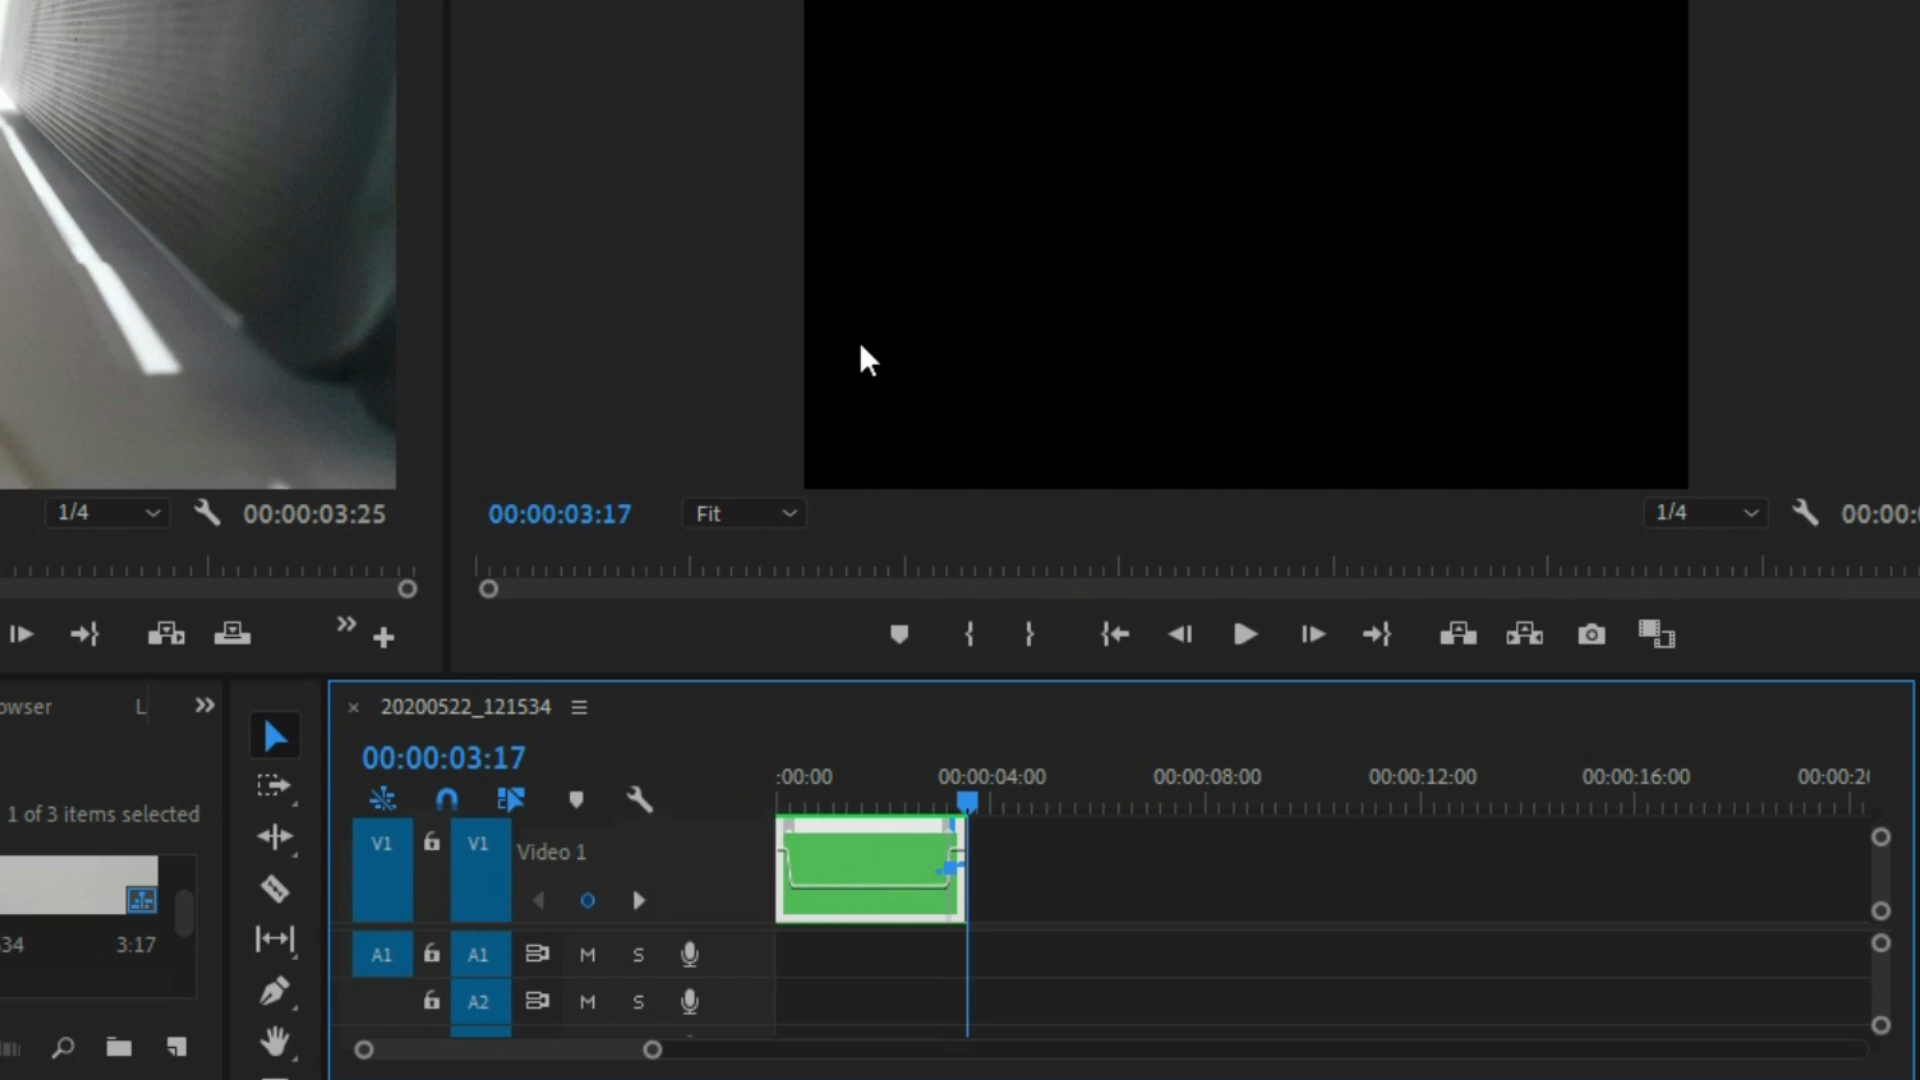 1/4
00:00:03:25
00:00:03:17
Fit
1/4
00:00:
owser
L
20200522_121534
00:00:03:17
:00:00
00:00:04:00
00:00:08:00
00:00:12:00
00:00:16:00
00:00:20
1 of 3 items selected
V1
V1
Video 1
34
3:17
A1
A1
M
S
A2
M
S